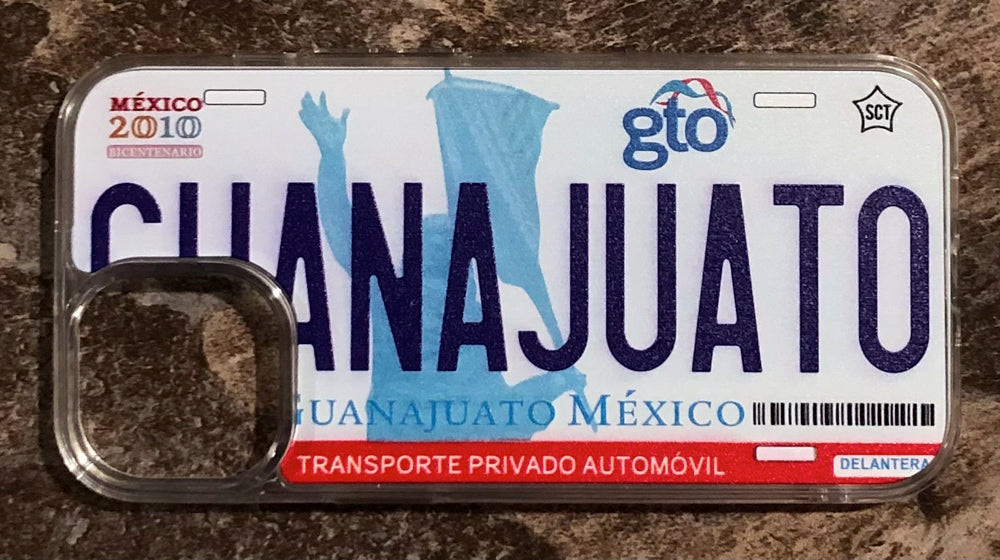 MÉXICO
2010
BICENTENARIO
gto
SCT
GUANAJUATO
GUANAJUATO MÉXICO
TRANSPORTE PRIVADO AUTOMÓVIL
DELANTERA